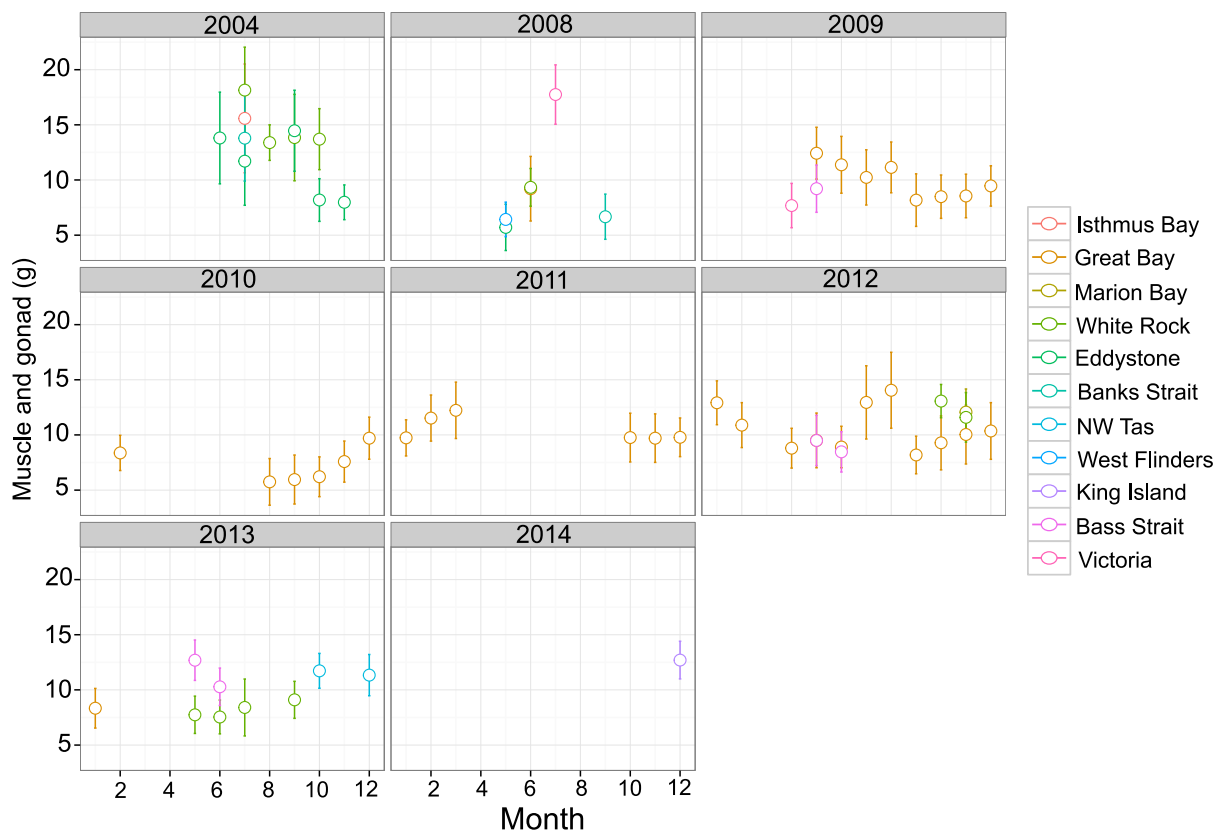 2004 2008 2009
20
15
10
5
2010 2011 2012
20
15
10
5
2013 2014
20
15
10
5
2 4 6 8 10 12 2 4 6 8 10 12
Month
Muscle and gonad (g)
Isthmus Bay
Great Bay
Marion Bay
White Rock
Eddystone
Banks Strait
NW Tas
West Flinders
King Island
Bass Strait
Victoria